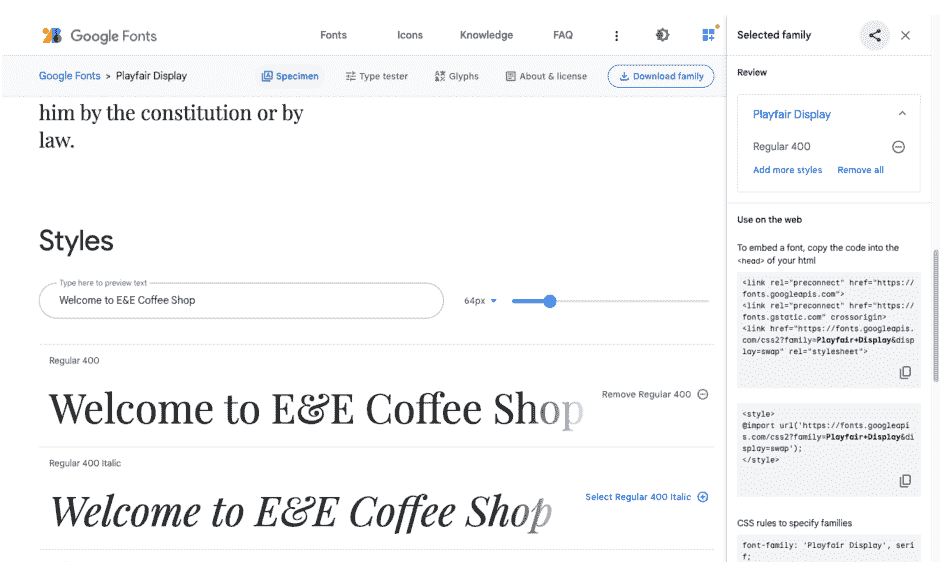 Google Fonts
Fonts
Icons
Knowledge
FAQ
Google Fonts > Playfair Display
Specimen
Type tester
Glyphs
About & license
Download family
him by the constitution or by
law.
Styles
Type here to preview text
Welcome to E&E Coffee Shop
64px
Regular 400
Welcome to E&E Coffee Shop
Remove Regular 400
Regular 400 Italic
Welcome to E&E Coffee Shop
Select Regular 400 Italic
Selected family
Review
Playfair Display
Regular 400
Add more styles
Remove all
Use on the web
To embed a font, copy the code into the
<head> of your html
<link rel="preconnect" href="https://
fonts.googleapis.com">
<link rel="preconnect" href="https://
fonts.gstatic.com" crossorigin>
<link href="https://fonts.googleapis.
com/css2?family=Playfair+Display&disp
lay=swap" rel="stylesheet">
<style>
@import url('https://fonts.googleapi
s.com/css2?family=Playfair+Display&di
splay=swap');
</style>
CSS rules to specify families
font-family: 'Playfair Display', seri
f;